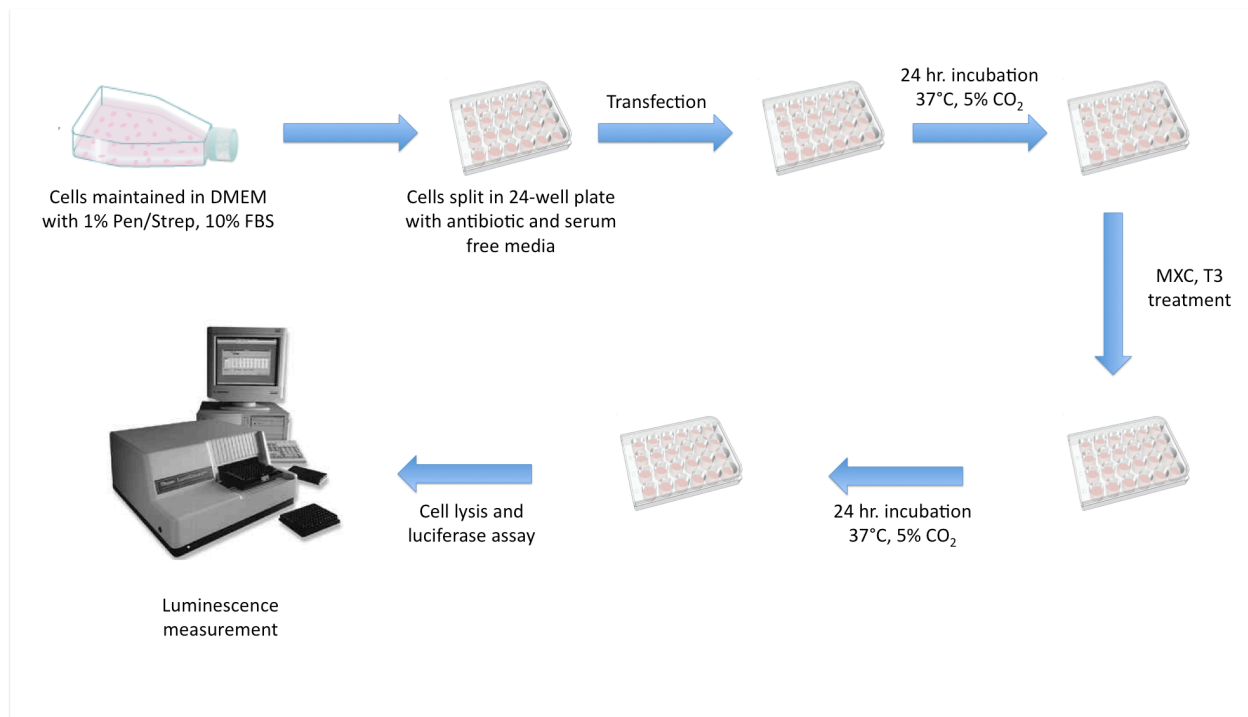 Cells maintained in DMEM
with 1% Pen/Strep, 10% FBS
Cells split in 24-well plate
with antibiotic and serum
free media
Transfection
24 hr. incubation
37°C, 5% CO₂
MXC, T3
treatment
24 hr. incubation
37°C, 5% CO₂
Cell lysis and
luciferase assay
Luminescence
measurement